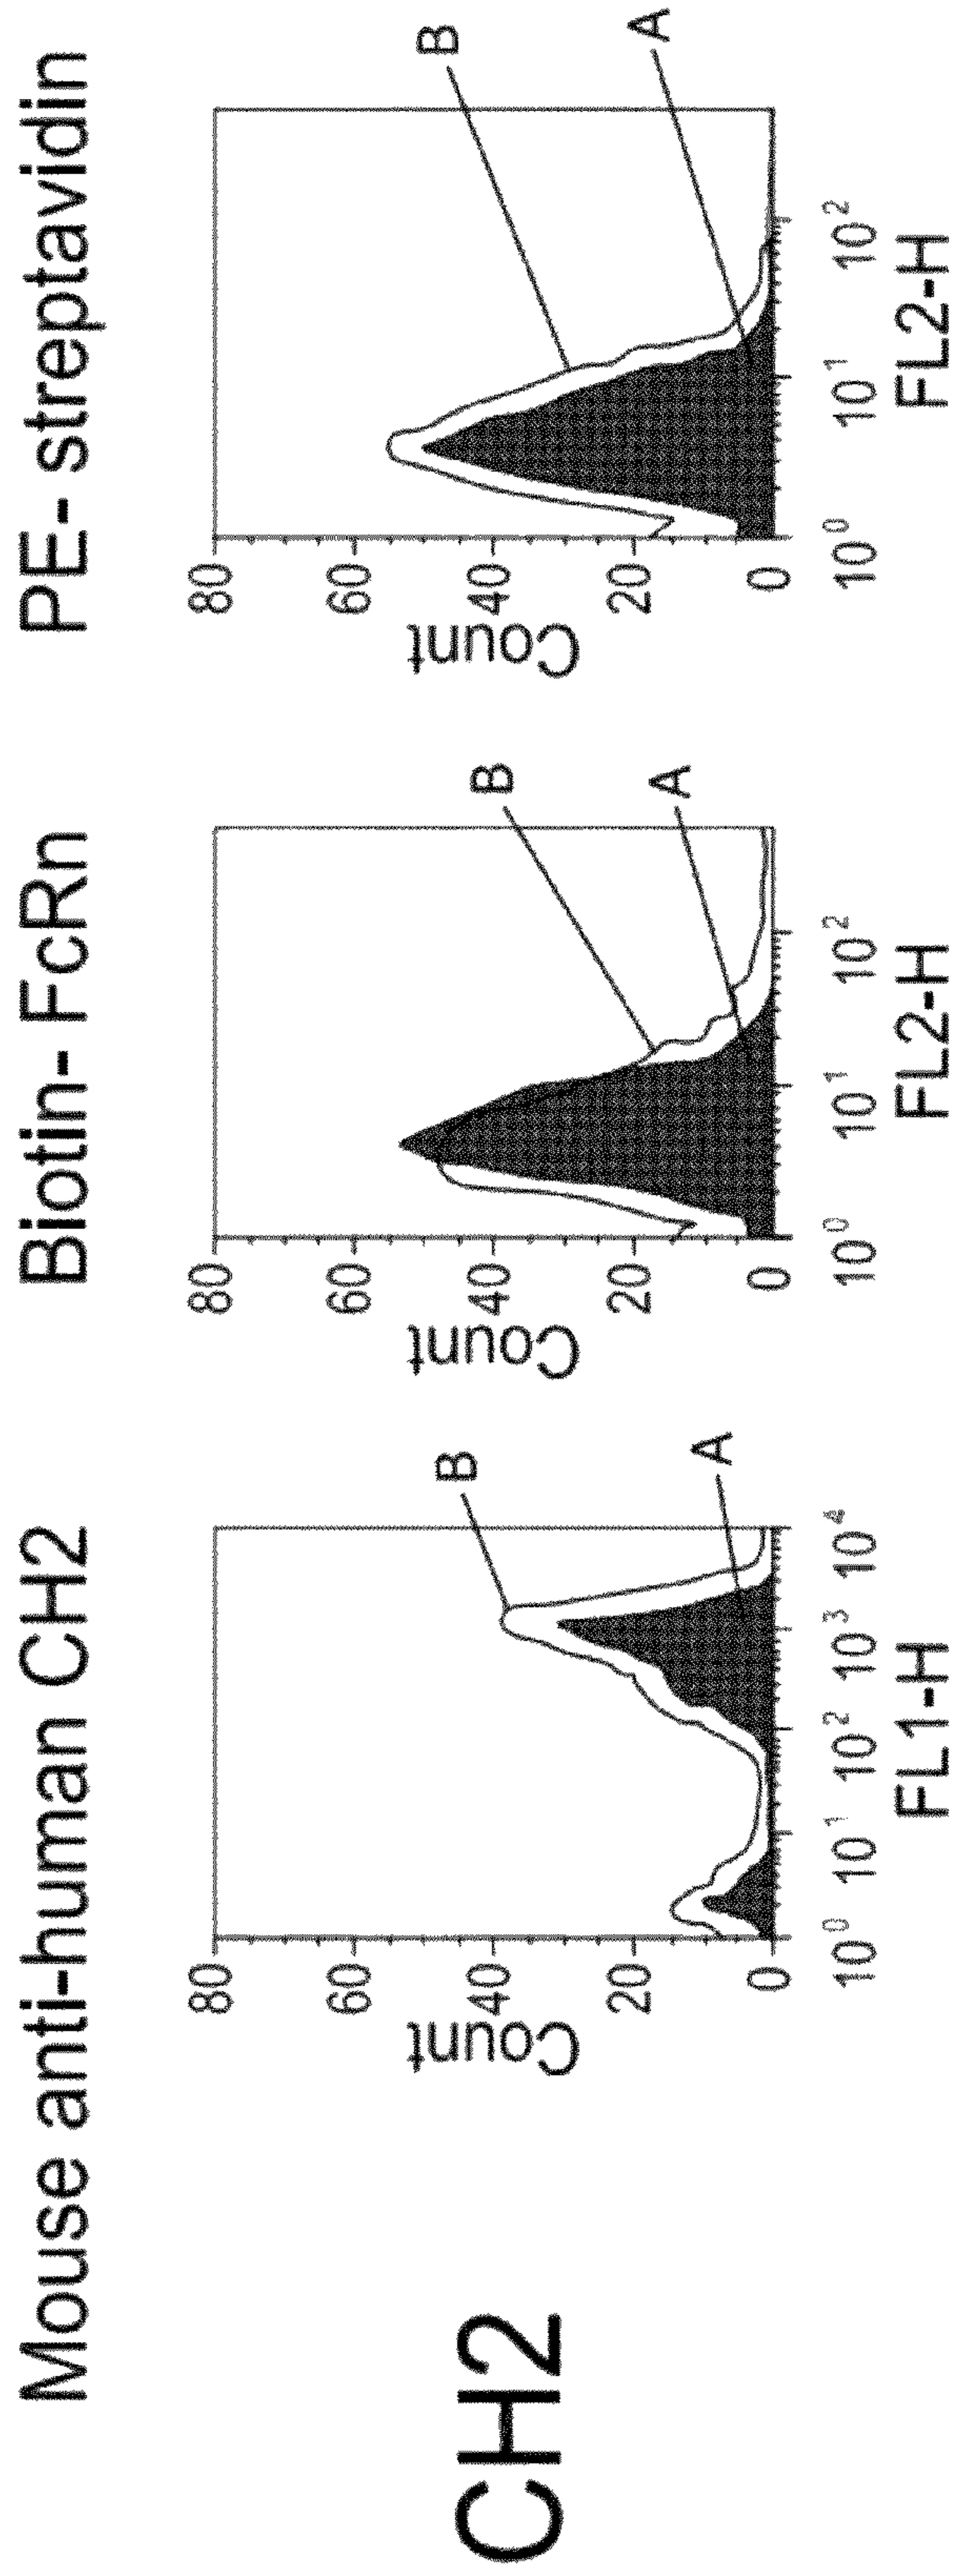 Mouse anti-human CH2
Biotin- FcRn
PE- streptavidin
CH2
Count
80
60
40
20
0
10⁰ 10¹ 10² 10³ 10⁴
FL1-H
B
A
Count
80
60
40
20
0
10⁰ 10¹ 10²
FL2-H
B
A
Count
80
60
40
20
0
10⁰ 10¹ 10²
FL2-H
B
A